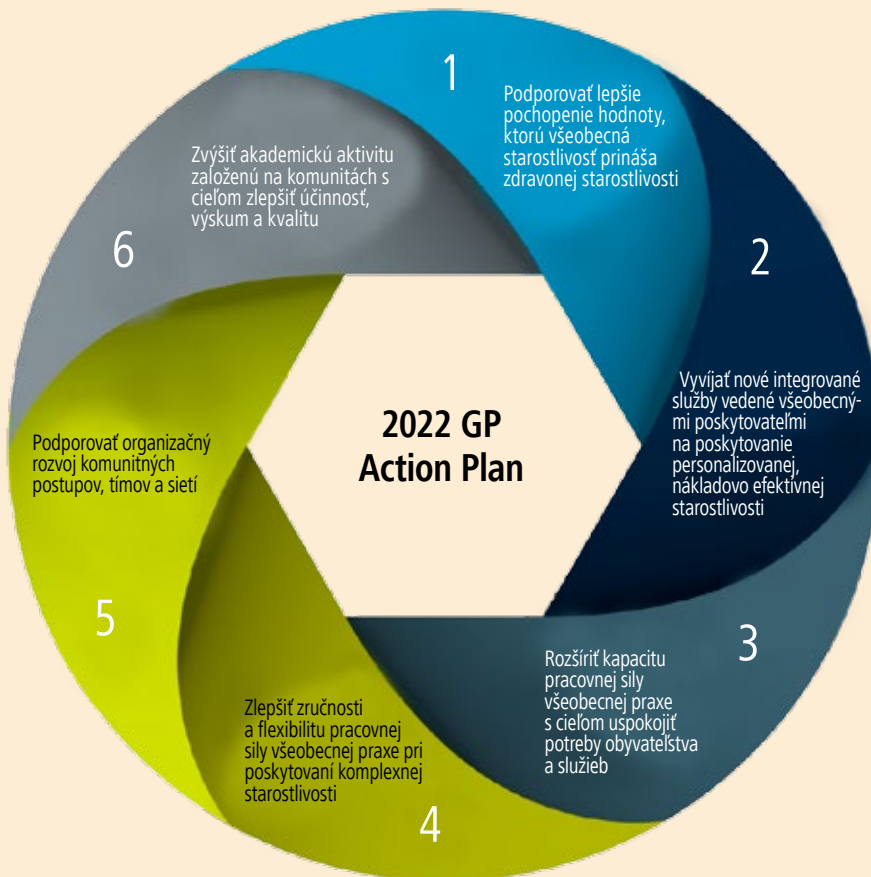 1
Podporovať lepšie
pochopenie hodnoty,
ktorú všeobecná
starostlivosť prináša
zdravonej starostlivosti
2
Vyvíjať nové integrované
služby vedené všeobecný-
mi poskytovateľmi
na poskytovanie
personalizovanej,
nákladovo efektívnej
starostlivosti
3
Rozšíriť kapacitu
pracovnej sily
všeobecnej praxe
s cieľom uspokojiť
potreby obyvateľstva
a služieb
4
Zlepšiť zručnosti
a flexibilitu pracovnej
sily všeobecnej praxe pri
poskytovaní komplexnej
starostlivosti
5
Podporovať organizačný
rozvoj komunitných
postupov, tímov a sietí
6
Zvýšiť akademickú aktivitu
založenú na komunitách s
cieľom zlepšiť účinnosť,
výskum a kvalitu
2022 GP
Action Plan